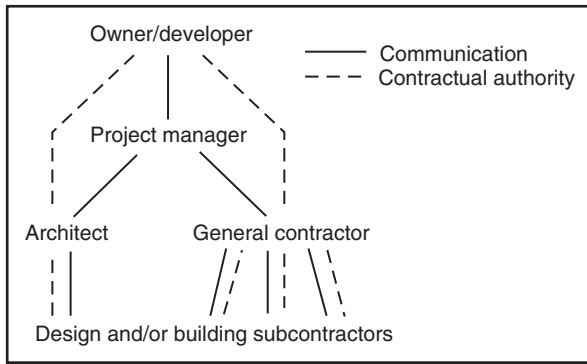 Owner/developer
Communication
Contractual authority
Project manager
Architect
General contractor
Design and/or building subcontractors